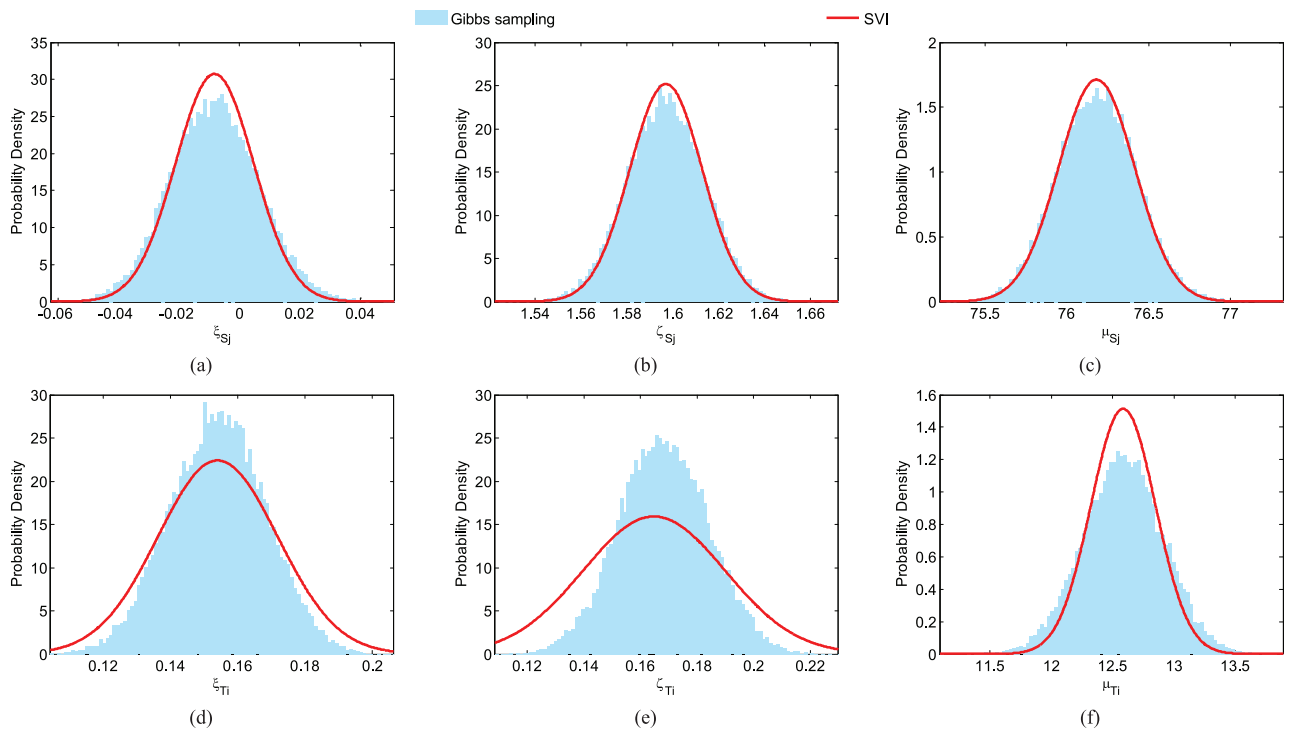 Gibbs sampling SVI
35
30
25
20
15
10
5
0
Probability Density
-0.06 -0.04 -0.02 0 0.02 0.04
ξSj
(a)
30
25
20
15
10
5
0
Probability Density
1.54 1.56 1.58 1.6 1.62 1.64 1.66
ζSj
(b)
2
1.5
1
0.5
0
Probability Density
75.5 76 76.5 77
μSj
(c)
30
25
20
15
10
5
0
Probability Density
0.12 0.14 0.16 0.18 0.2
ξTi
(d)
30
25
20
15
10
5
0
Probability Density
0.12 0.14 0.16 0.18 0.2 0.22
ζTi
(e)
1.6
1.4
1.2
1
0.8
0.6
0.4
0.2
0
Probability Density
11.5 12 12.5 13 13.5
μTi
(f)